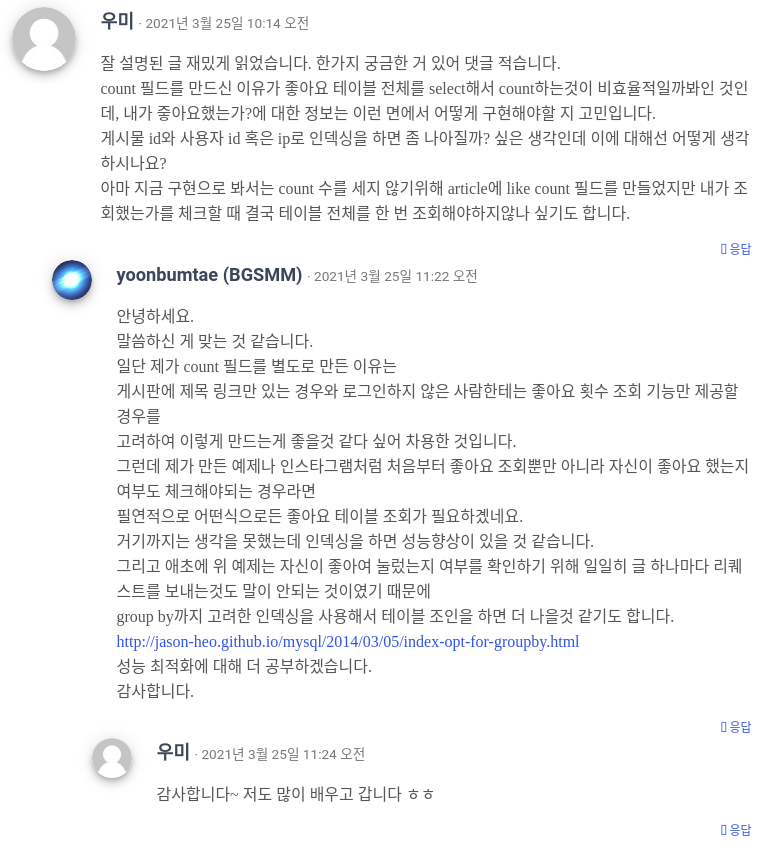 우미 · 2021년 3월 25일 10:14 오전
잘 설명된 글 재밌게 읽었습니다. 한가지 궁금한 거 있어 댓글 적습니다.
count 필드를 만드신 이유가 좋아요 테이블 전체를 select해서 count하는것이 비효율적일까봐인 것인
데, 내가 좋아요했는가?에 대한 정보는 이런 면에서 어떻게 구현해야할 지 고민입니다.
게시물 id와 사용자 id 혹은 ip로 인덱싱을 하면 좀 나아질까? 싶은 생각인데 이에 대해선 어떻게 생각
하시나요?
아마 지금 구현으로 봐서는 count 수를 세지 않기위해 article에 like count 필드를 만들었지만 내가 조
회했는가를 체크할 때 결국 테이블 전체를 한 번 조회해야하지않나 싶기도 합니다.
응답
yoonbumtae (BGSMM) · 2021년 3월 25일 11:22 오전
안녕하세요.
말씀하신 게 맞는 것 같습니다.
일단 제가 count 필드를 별도로 만든 이유는
게시판에 제목 링크만 있는 경우와 로그인하지 않은 사람한테는 좋아요 횟수 조회 기능만 제공할
경우를
고려하여 이렇게 만드는게 좋을것 같다 싶어 차용한 것입니다.
그런데 제가 만든 예제나 인스타그램처럼 처음부터 좋아요 조회뿐만 아니라 자신이 좋아요 했는지
여부도 체크해야되는 경우라면
필연적으로 어떤식으로든 좋아요 테이블 조회가 필요하겠네요.
거기까지는 생각을 못했는데 인덱싱을 하면 성능향상이 있을 것 같습니다.
그리고 애초에 위 예제는 자신이 좋아여 눌렀는지 여부를 확인하기 위해 일일히 글 하나마다 리퀘
스트를 보내는것도 말이 안되는 것이였기 때문에
group by까지 고려한 인덱싱을 사용해서 테이블 조인을 하면 더 나을것 같기도 합니다.
http://jason-heo.github.io/mysql/2014/03/05/index-opt-for-groupby.html
성능 최적화에 대해 더 공부하겠습니다.
감사합니다.
응답
우미 · 2021년 3월 25일 11:24 오전
감사합니다~ 저도 많이 배우고 갑니다 ㅎㅎ
응답